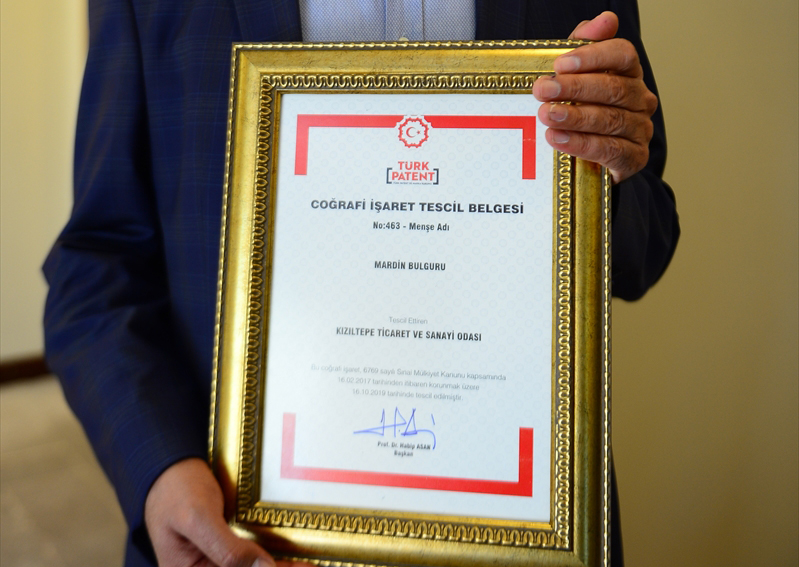 TÜRK
PATENT
COĞRAFİ İŞARET TESCİL BELGESİ
No:463 - Menşe Adı
MARDİN BULGURU
Tescil Ettiren
KIZILTEPE TİCARET VE SANAYİ ODASI
Bu coğrafi işaret, 6769 sayılı Sınai Mülkiyet Kanunu kapsamında
16.02.2017 tarihinden itibaren korunmak üzere
16.10.2019 tarihinde tescil edilmiştir.
Prof. Dr. Habip ASAN
Başkan